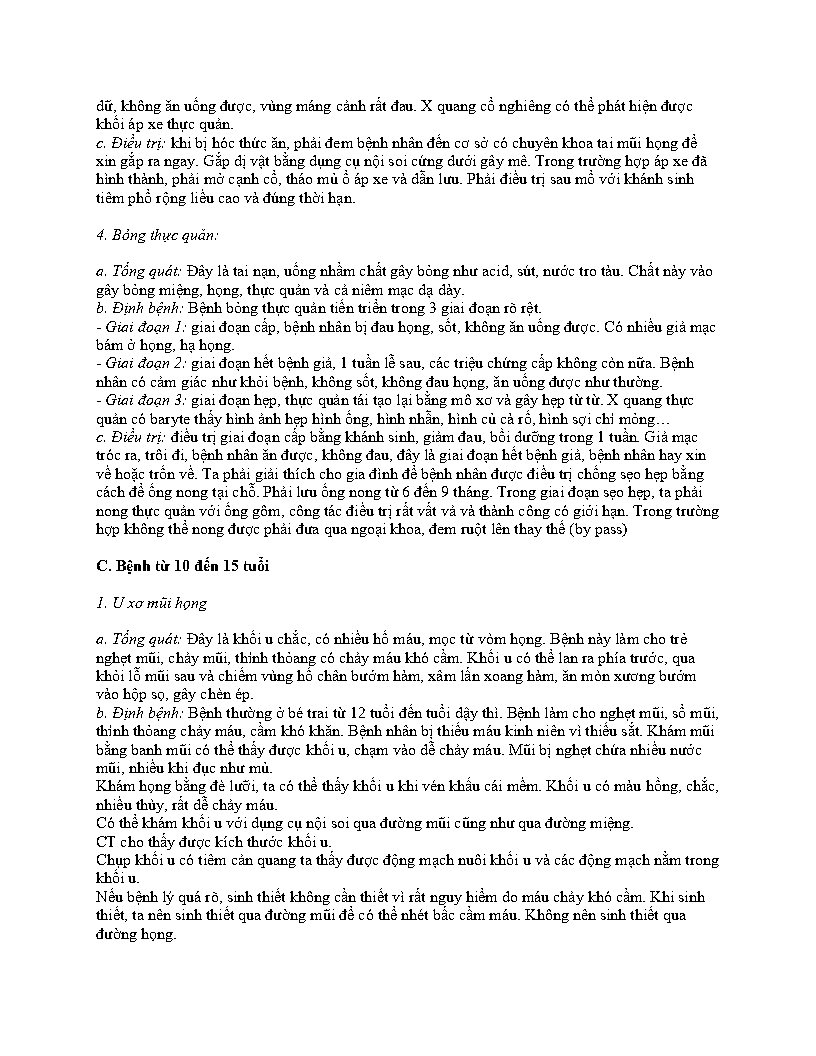 dữ, không ăn uống được, vùng máng cảnh rất đau. X quang cổ nghiêng có thể phát hiện được
khối áp xe thực quản.
c. Điều trị: khi bị hóc thức ăn, phải đem bệnh nhân đến cơ sở có chuyên khoa tai mũi họng để
xin gắp ra ngay. Gắp dị vật bằng dụng cụ nội soi cứng dưới gây mê. Trong trường hợp áp xe đã
hình thành, phải mở cạnh cổ, tháo mủ ổ áp xe và dẫn lưu. Phải điều trị sau mổ với khánh sinh
tiêm phổ rộng liều cao và đúng thời hạn.
4. Bỏng thực quản:
a. Tổng quát: Đây là tai nạn, uống nhầm chất gây bỏng như acid, sút, nước tro tàu. Chất này vào
gây bỏng miệng, họng, thực quản và cả niêm mạc dạ dày.
b. Định bệnh: Bệnh bỏng thực quản tiến triển trong 3 giai đoạn rõ rệt.
- Giai đoạn 1: giai đoạn cấp, bệnh nhân bị đau họng, sốt, không ăn uống được. Có nhiều giả mạc
bám ở họng, hạ họng.
- Giai đoạn 2: giai đoạn hết bệnh giả, 1 tuần lễ sau, các triệu chứng cấp không còn nữa. Bệnh
nhân có cảm giác như khỏi bệnh, không sốt, không đau họng, ăn uống được như thường.
- Giai đoạn 3: giai đoạn hẹp, thực quản tái tạo lại bằng mô xơ và gây hẹp từ từ. X quang thực
quản có baryte thấy hình ảnh hẹp hình ống, hình nhẫn, hình củ cà rố, hình sợi chỉ mỏng…
c. Điều trị: điều trị giai đoạn cấp bằng khánh sinh, giảm đau, bồi dưỡng trong 1 tuần. Giả mạc
tróc ra, trôi đi, bệnh nhân ăn được, không đau, đây là giai đoạn hết bệnh giả, bệnh nhân hay xin
về hoặc trốn về. Ta phải giải thích cho gia đình để bệnh nhân được điều trị chống sẹo hẹp bằng
cách để ống nong tại chỗ. Phải lưu ống nong từ 6 đến 9 tháng. Trong giai đoạn sẹo hẹp, ta phải
nong thực quản với ống gôm, công tác điều trị rất vất vả và thành công có giới hạn. Trong trường
hợp không thể nong được phải đưa qua ngoại khoa, đem ruột lên thay thế (by pass)
C. Bệnh từ 10 đến 15 tuổi
1. U xơ mũi họng
a. Tổng quát: Đây là khối u chắc, có nhiều hồ máu, mọc từ vòm họng. Bệnh này làm cho trẻ
nghẹt mũi, chảy mũi, thỉnh thỏang có chảy máu khó cầm. Khối u có thể lan ra phía trước, qua
khỏi lỗ mũi sau và chiếm vùng hố chân bướm hàm, xâm lấn xoang hàm, ăn mòn xương bướm
vào hộp sọ, gây chèn ép.
b. Định bệnh: Bệnh thường ở bé trai từ 12 tuổi đến tuổi dậy thì. Bệnh làm cho nghẹt mũi, sổ mũi,
thỉnh thỏang chảy máu, cầm khó khăn. Bệnh nhân bị thiếu máu kinh niên vì thiếu sắt. Khám mũi
bằng banh mũi có thể thấy được khối u, chạm vào dễ chảy máu. Mũi bị nghẹt chứa nhiều nước
mũi, nhiều khi đục như mủ.
Khám họng bằng đè lưỡi, ta có thể thấy khối u khi vén khẩu cái mềm. Khối u có màu hồng, chắc,
nhiều thùy, rất dễ chảy máu.
Có thể khám khối u với dụng cụ nội soi qua đường mũi cũng như qua đường miệng.
CT cho thấy được kích thước khối u.
Chụp khối u có tiêm cản quang ta thấy được động mạch nuôi khối u và các động mạch nằm trong
khối u.
Nếu bệnh lý quá rõ, sinh thiết không cần thiết vì rất nguy hiểm do máu chảy khó cầm. Khi sinh
thiết, ta nên sinh thiết qua đường mũi để có thể nhét bấc cầm máu. Không nên sinh thiết qua
đường họng.